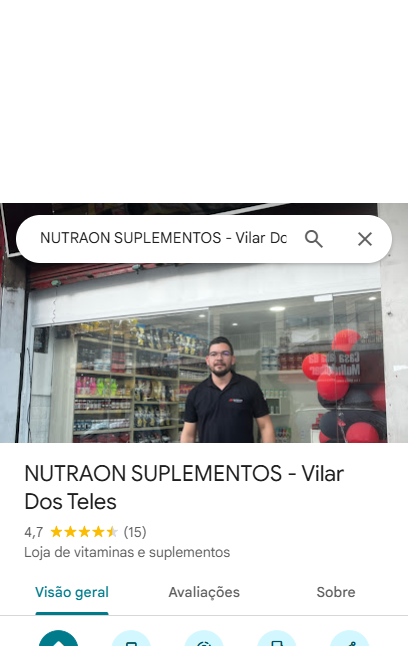 NUTRAON SUPLEMENTOS - Vilar Do
NUTRAON SUPLEMENTOS - Vilar
Dos Teles
4,7 (15)
Loja de vitaminas e suplementos
Visão geral Avaliações Sobre